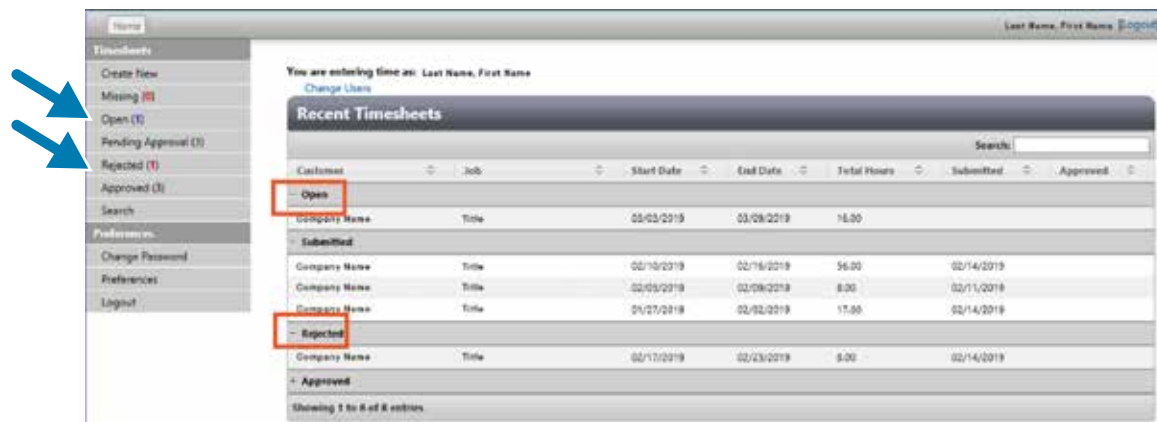 Home
Last Name, First Name [Logout
Timesheets
Create New
Missing (0)
Open (1)
Pending Approval (3)
Rejected (1)
Approved (3)
Search
Preferences
Change Password
Preferences
Logout
You are entering time as: Last Name, First Name
Change Users
Recent Timesheets
Search:
Customer Job Start Date End Date Total Hours Submitted Approved
- Open
Company Name Title 03/03/2019 03/09/2019 16.00
- Submitted
Company Name Title 02/10/2019 02/16/2019 56.00 02/14/2019
Company Name Title 02/03/2019 02/09/2019 8.00 02/11/2019
Company Name Title 01/27/2019 02/02/2019 17.00 02/14/2019
- Rejected
Company Name Title 02/17/2019 02/23/2019 8.00 02/14/2019
+ Approved
Showing 1 to 8 of 8 entries